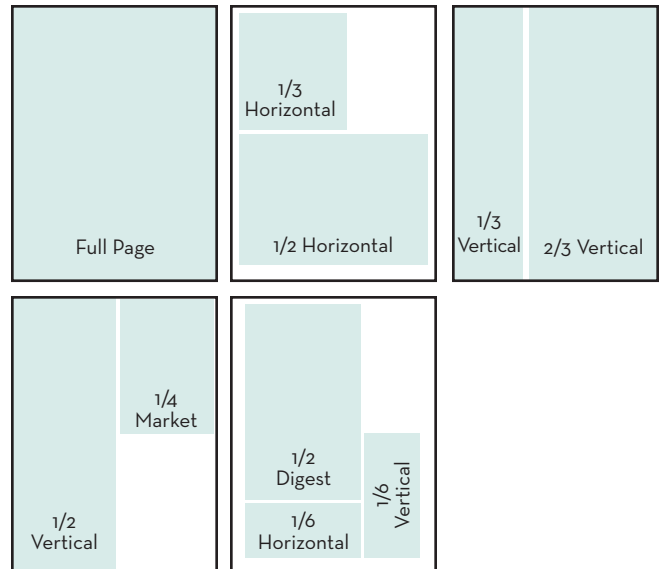 Full Page
1/3
Horizontal
1/2 Horizontal
1/3
Vertical
2/3 Vertical
1/4
Market
1/2
Vertical
1/2
Digest
1/6
Horizontal
1/6
Vertical